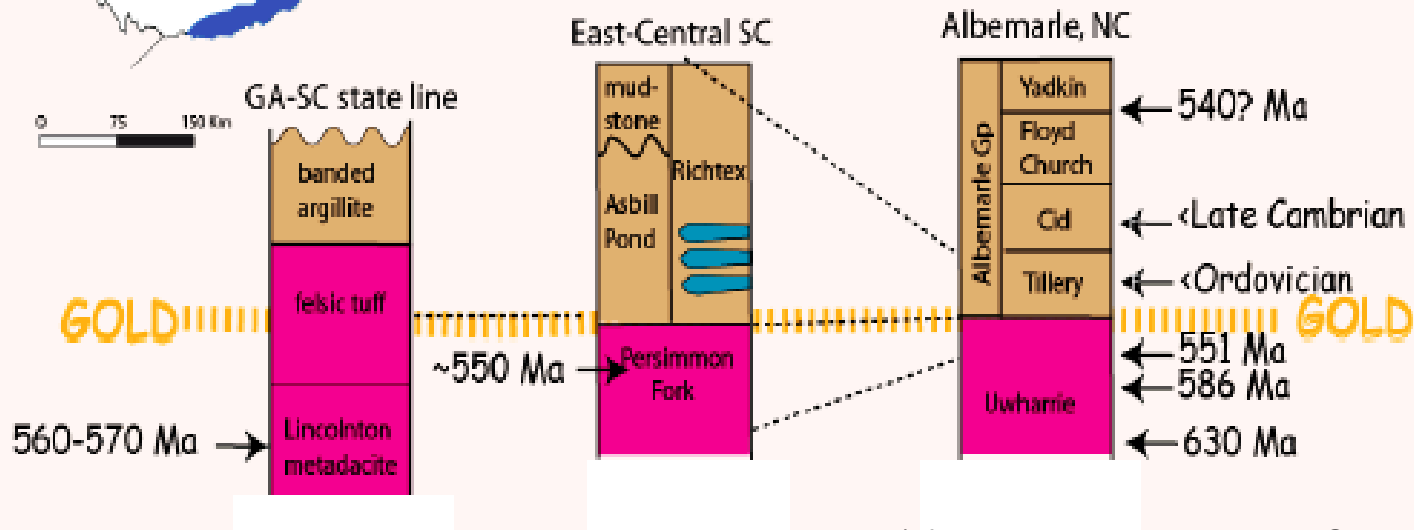 East-Central SC
Albemarle, NC
GA-SC state line
0 75 150 Km
banded
argillite
felsic tuff
Lincolnton
metadacite
560-570 Ma
GOLD
mud-
stone
Asbill
Pond
Richtex
Persimmon
Fork
~550 Ma
Albemarle Gp
Yadkin
Floyd
Church
Cid
Tillery
Uwharrie
540? Ma
<Late Cambrian
<Ordovician
GOLD
551 Ma
586 Ma
630 Ma